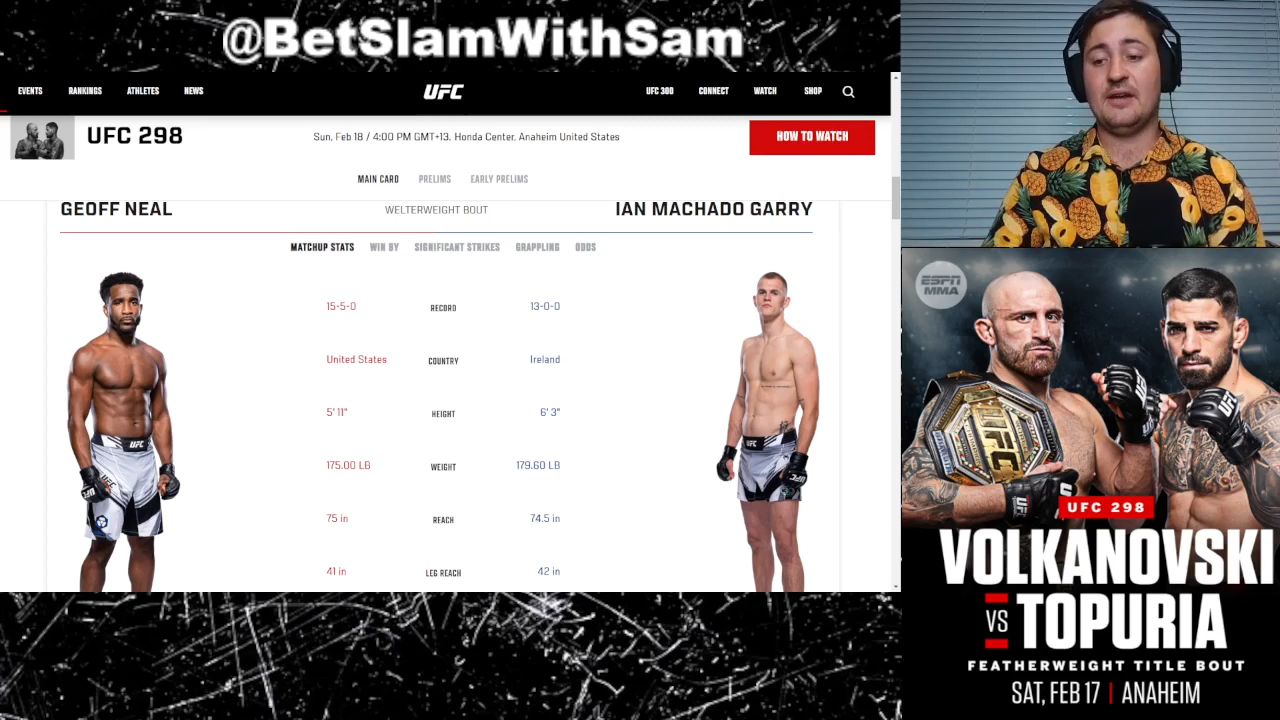 @BetSlamWithSam
EVENTS RANKINGS ATHLETES NEWS UFC UFC 300 CONNECT WATCH SHOP
UFC 298 Sun, Feb 18 / 4:00 PM GMT+13, Honda Center, Anaheim United States HOW TO WATCH
MAIN CARD PRELIMS EARLY PRELIMS
GEOFF NEAL WELTERWEIGHT BOUT IAN MACHADO GARRY
MATCHUP STATS WIN BY SIGNIFICANT STRIKES GRAPPLING ODDS
15-5-0 RECORD 13-0-0
United States COUNTRY Ireland
5' 11" HEIGHT 6' 3"
175.00 LB WEIGHT 179.60 LB
75 in REACH 74.5 in
41 in LEG REACH 42 in
UFC
UFC
ESPN
MMA
UFC
UFC
UFC
UFC 298
VOLKANOVSKI
VS TOPURIA
FEATHERWEIGHT TITLE BOUT
SAT, FEB 17 | ANAHEIM